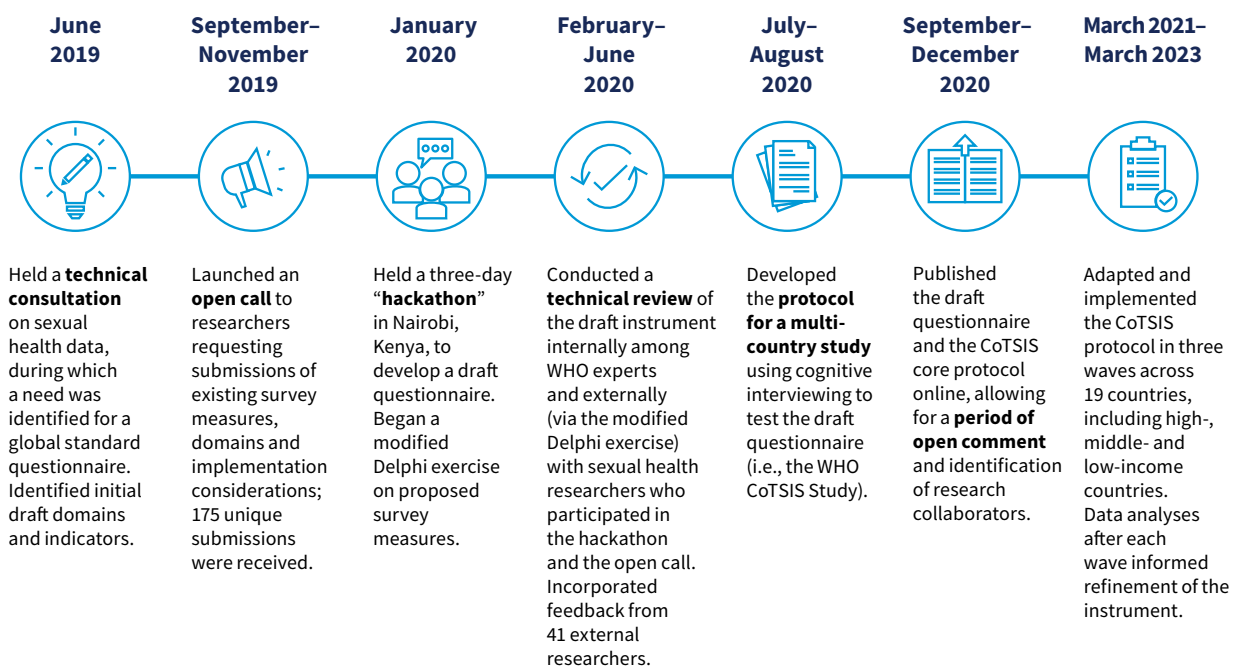 June
2019
September–
November
2019
January
2020
February–
June
2020
July–
August
2020
September–
December
2020
March 2021–
March 2023
Held a technical
consultation
on sexual
health data,
during which
a need was
identified for a
global standard
questionnaire.
Identified initial
draft domains
and indicators.
Launched an
open call to
researchers
requesting
submissions of
existing survey
measures,
domains and
implementation
considerations;
175 unique
submissions
were received.
Held a three-day
“hackathon”
in Nairobi,
Kenya, to
develop a draft
questionnaire.
Began a
modified
Delphi exercise
on proposed
survey
measures.
Conducted a
technical review of
the draft instrument
internally among
WHO experts
and externally
(via the modified
Delphi exercise)
with sexual health
researchers who
participated in
the hackathon
and the open call.
Incorporated
feedback from
41 external
researchers.
Developed
the protocol
for a multi-
country study
using cognitive
interviewing to
test the draft
questionnaire
(i.e., the WHO
CoTSIS Study).
Published
the draft
questionnaire
and the CoTSIS
core protocol
online, allowing
for a period of
open comment
and identification
of research
collaborators.
Adapted and
implemented
the CoTSIS
protocol in three
waves across
19 countries,
including high-,
middle- and
low-income
countries.
Data analyses
after each
wave informed
refinement of the
instrument.